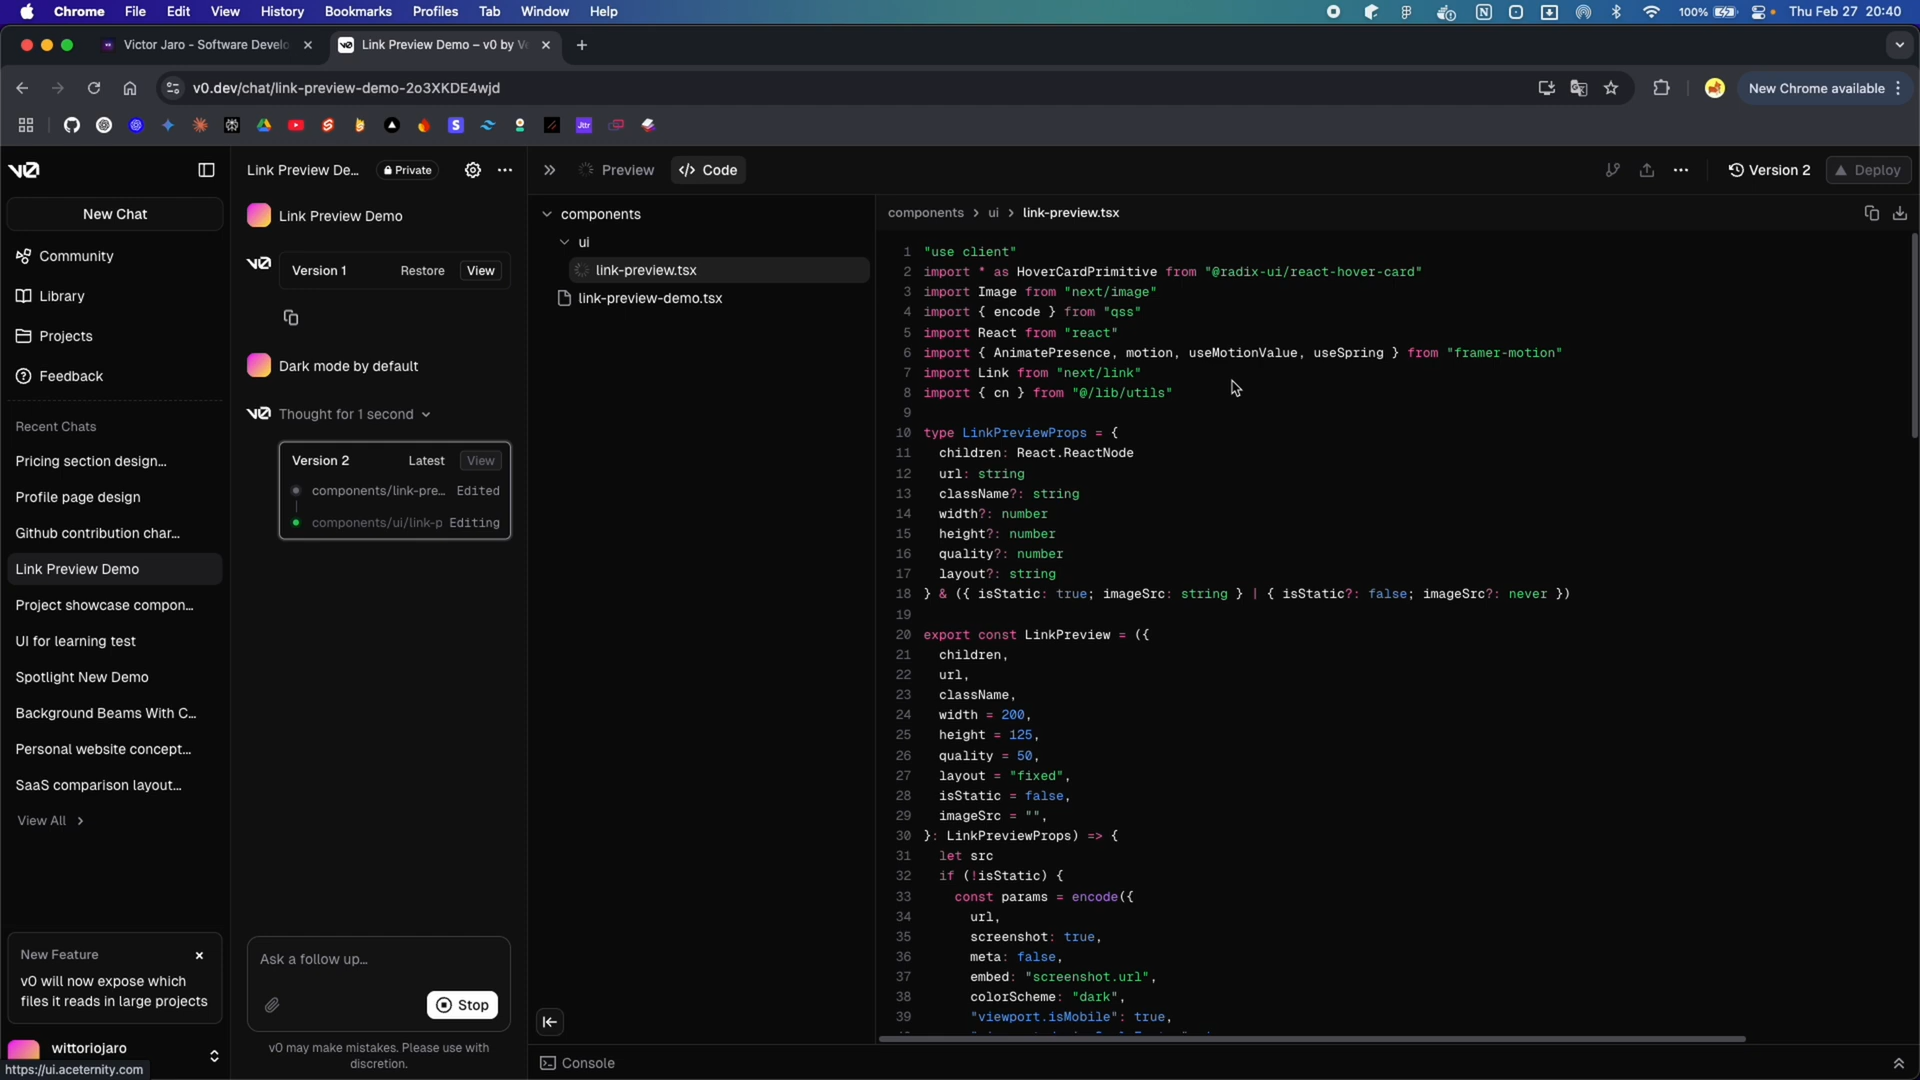 Chrome File Edit View History Bookmarks Profiles Tab Window Help
100% Thu Feb 27 20:40
Victor Jaro - Software Develo
Link Preview Demo – v0 by Ve
v0.dev/chat/link-preview-demo-2o3XKDE4wjd
New Chrome available
New Chat
Community
Library
Projects
Feedback
Recent Chats
Pricing section design...
Profile page design
Github contribution char...
Link Preview Demo
Project showcase compon...
UI for learning test
Spotlight New Demo
Background Beams With C...
Personal website concept...
SaaS comparison layout...
View All
New Feature
v0 will now expose which
files it reads in large projects
wittoriojaro
https://ui.aceternity.com
Link Preview De... Private
Link Preview Demo
Version 1 Restore View
Dark mode by default
Thought for 1 second
Version 2 Latest View
components/link-pre... Edited
components/ui/link-p Editing
Ask a follow up...
Stop
v0 may make mistakes. Please use with
discretion.
Preview Code
Version 2 Deploy
components
ui
link-preview.tsx
link-preview-demo.tsx
components > ui > link-preview.tsx
1 "use client"
2 import * as HoverCardPrimitive from "@radix-ui/react-hover-card"
3 import Image from "next/image"
4 import { encode } from "qss"
5 import React from "react"
6 import { AnimatePresence, motion, useMotionValue, useSpring } from "framer-motion"
7 import Link from "next/link"
8 import { cn } from "@/lib/utils"
9
10 type LinkPreviewProps = {
11 children: React.ReactNode
12 url: string
13 className?: string
14 width?: number
15 height?: number
16 quality?: number
17 layout?: string
18 } & ({ isStatic: true; imageSrc: string } | { isStatic?: false; imageSrc?: never })
19
20 export const LinkPreview = ({
21 children,
22 url,
23 className,
24 width = 200,
25 height = 125,
26 quality = 50,
27 layout = "fixed",
28 isStatic = false,
29 imageSrc = "",
30 }: LinkPreviewProps) => {
31 let src
32 if (!isStatic) {
33 const params = encode({
34 url,
35 screenshot: true,
36 meta: false,
37 embed: "screenshot.url",
38 colorScheme: "dark",
39 "viewport.isMobile": true,
Console